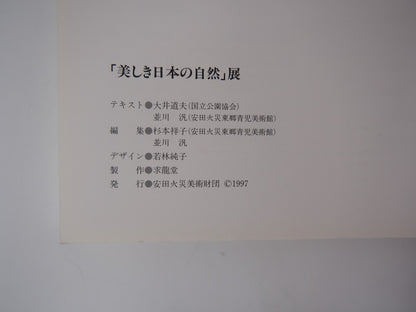 「美しき日本の自然」展
テキスト●大井道夫(国立公園協会)
並川 汎(安田火災東郷青児美術館)
編 集●杉本祥子(安田火災東郷青児美術館)
並川 汎
デザイン●若林純子
製 作●求龍堂
発 行●安田火災美術財団 ©1997